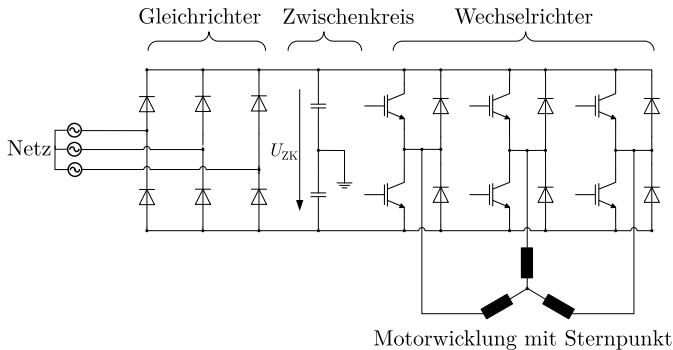 Gleichrichter
Zwischenkreis
Wechselrichter
Netz
U_ZK
Motorwicklung mit Sternpunkt